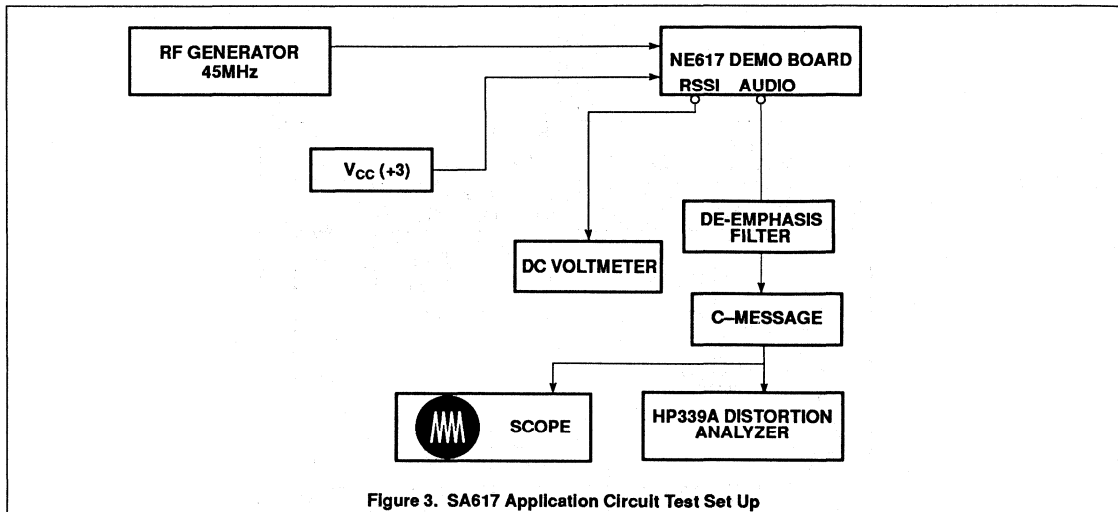 RF GENERATOR
45MHz
NE617 DEMO BOARD
RSSI AUDIO
VCC (+3)
DE-EMPHASIS
FILTER
DC VOLTMETER
C–MESSAGE
SCOPE
HP339A DISTORTION
ANALYZER
Figure 3. SA617 Application Circuit Test Set Up